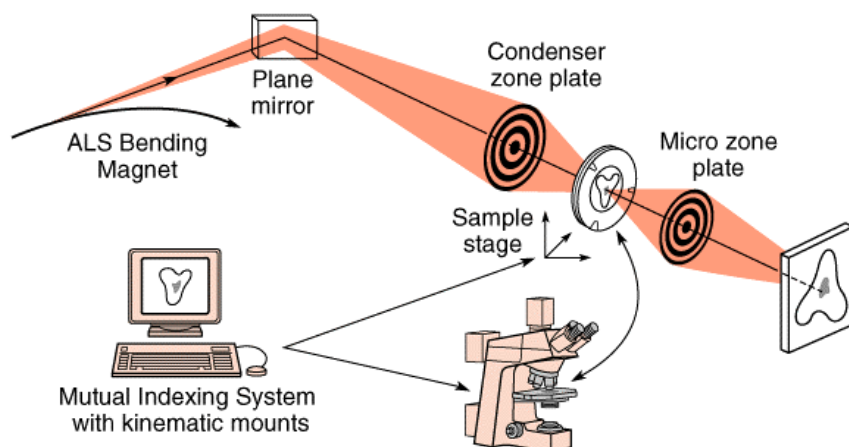 Plane
mirror
ALS Bending
Magnet
Condenser
zone plate
Micro zone
plate
Sample
stage
Mutual Indexing System
with kinematic mounts